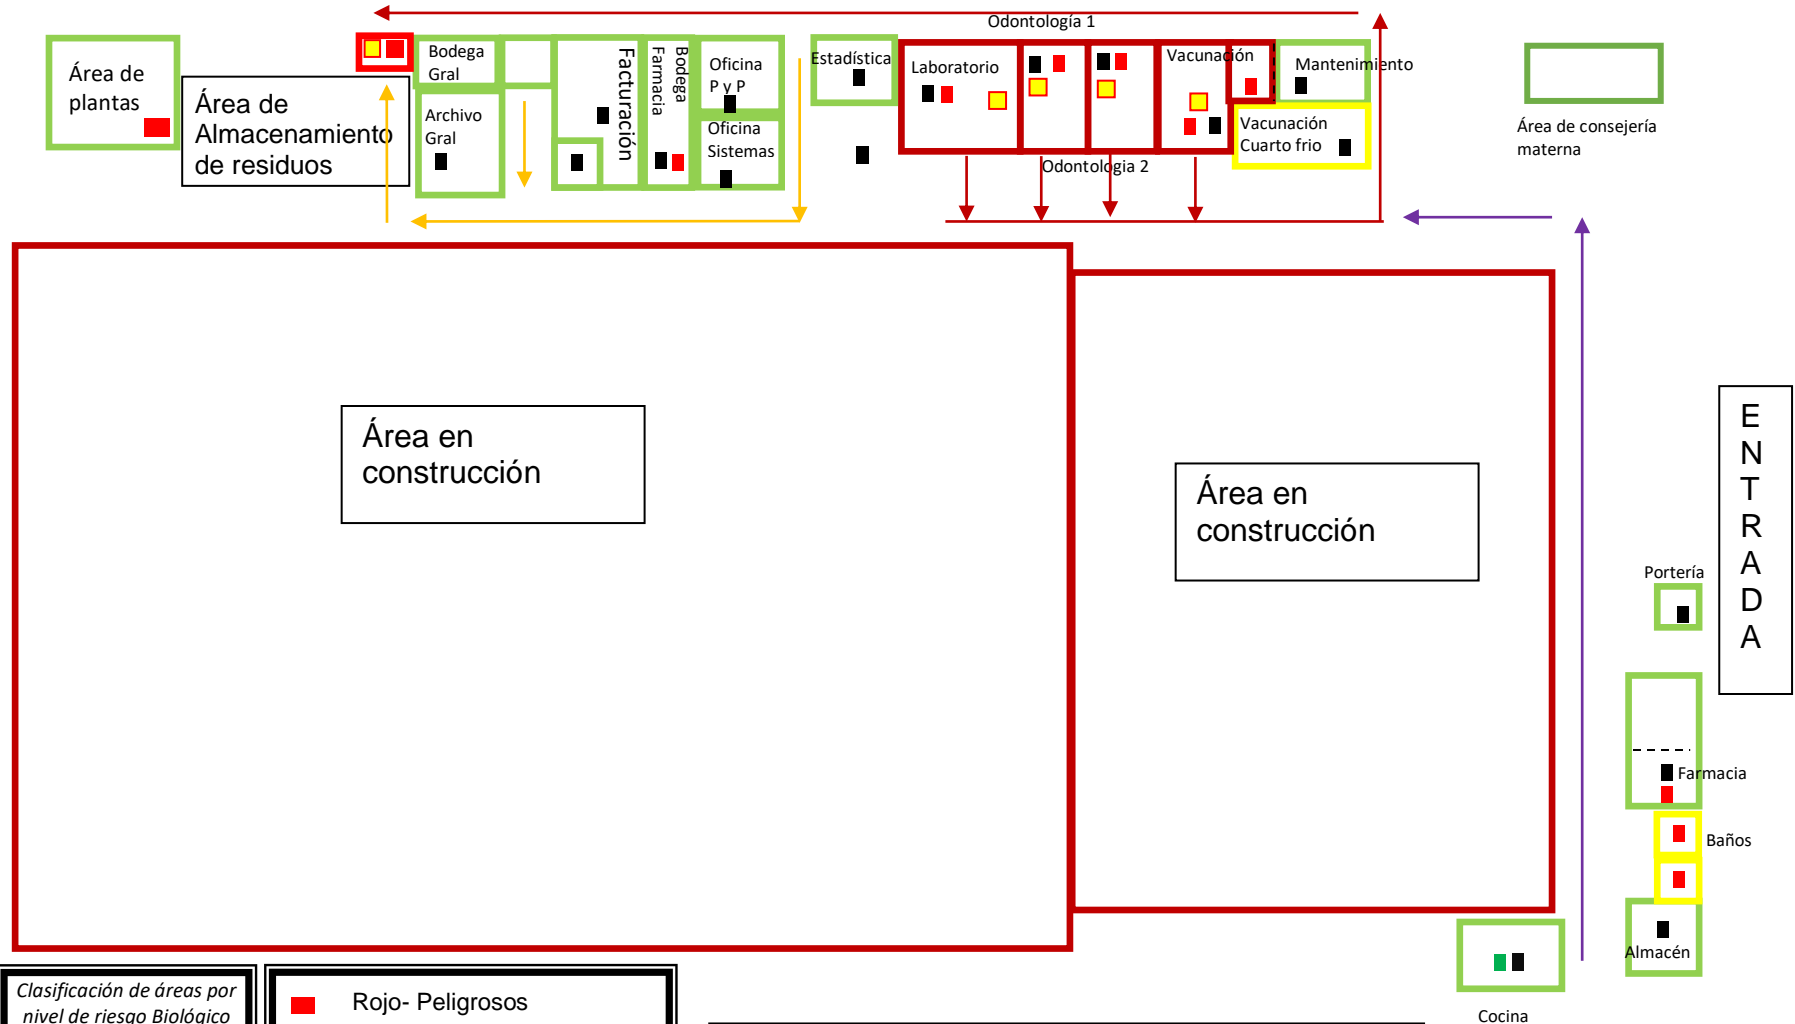 Odontología 1
Área de
plantas
Área de
Almacenamiento
de residuos
Bodega
Gral
Archivo
Gral
Facturación
Bodega
Farmacia
Oficina
P y P
Oficina
Sistemas
Estadística
Laboratorio
Vacunación
Mantenimiento
Vacunación
Cuarto frio
Odontologia 2
Área de consejería
materna
Área en
construcción
Área en
construcción
E
N
T
R
A
D
A
Portería
Farmacia
Baños
Almacén
Cocina
Clasificación de áreas por
nivel de riesgo Biológico
Rojo- Peligrosos